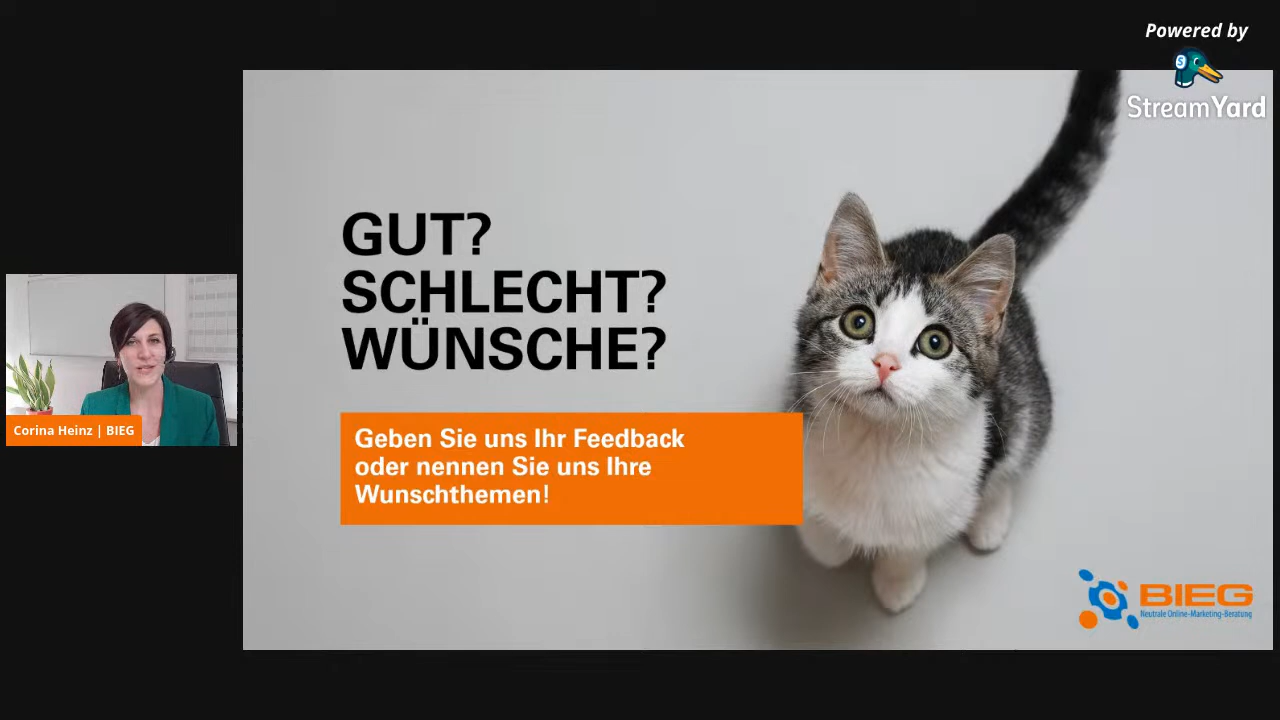 Powered by
StreamYard
GUT?
SCHLECHT?
WÜNSCHE?
Geben Sie uns Ihr Feedback
oder nennen Sie uns Ihre
Wunschthemen!
Corina Heinz | BIEG
BIEG
Neutrale Online-Marketing-Beratung